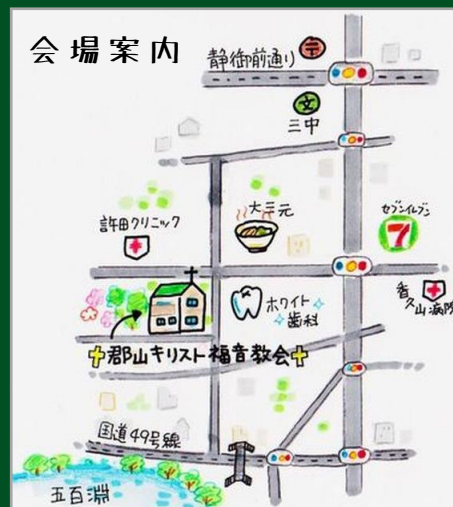 会場案内
静御前通り
〒
文
三中
許田クリニック
大三元
セブンイレブン
7
香久山病院
ホワイト
歯科
郡山キリスト福音教会
国道49号線
五百淵